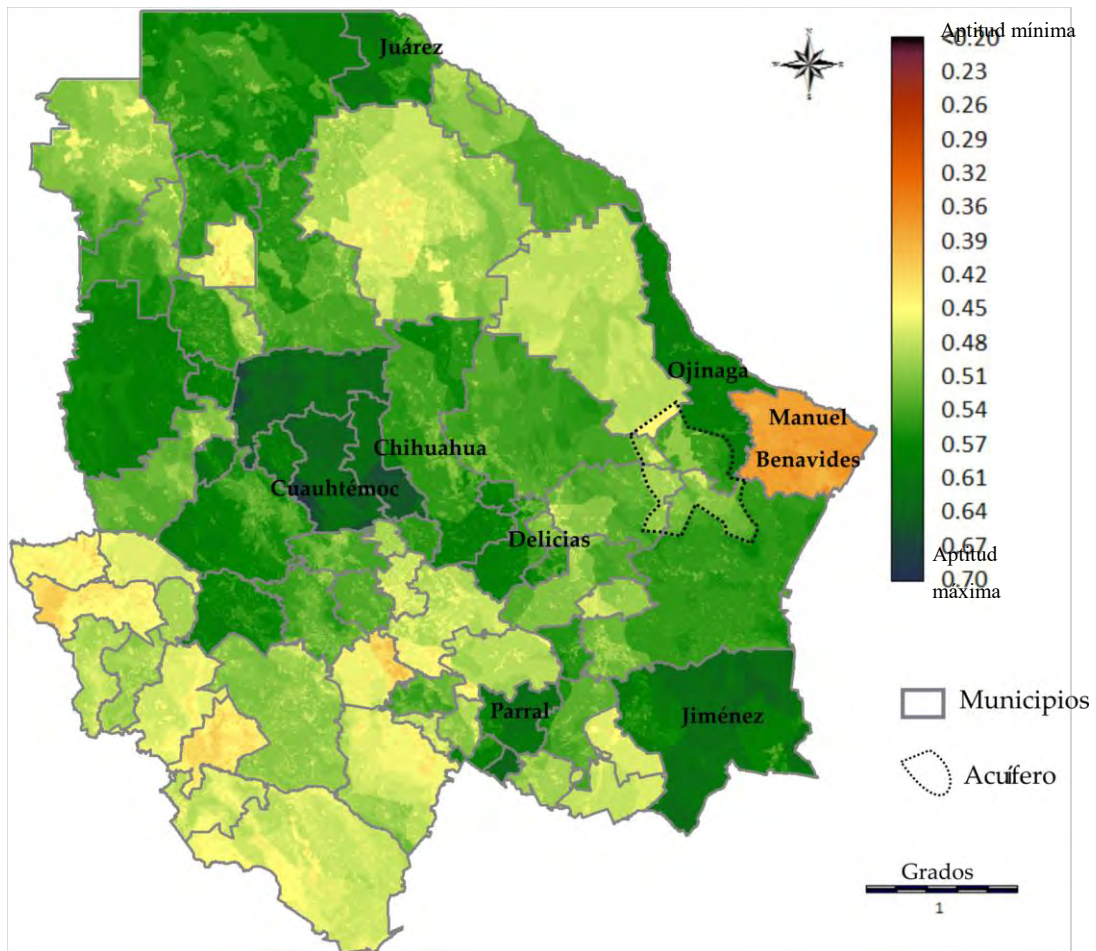 Juárez
Ojinaga
Manuel
Benavides
Chihuahua
Cuauhtémoc
Delicias
Parral
Jiménez
N
W
E
S
Aptitud mínima
<0.20
0.23
0.26
0.29
0.32
0.36
0.39
0.42
0.45
0.48
0.51
0.54
0.57
0.61
0.64
0.67
Aptitud
0.70
máxima
Municipios
Acuífero
Grados
1